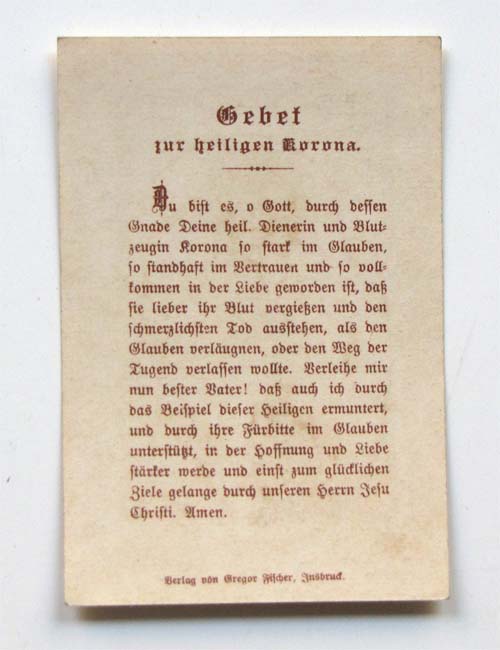 Gebet
zur heiligen Korona.
Du bist es, o Gott, durch dessen
Gnade Deine heil. Dienerin und Blut-
zeugin Korona so stark im Glauben,
so standhaft im Vertrauen und so voll-
kommen in der Liebe geworden ist, daß
sie lieber ihr Blut vergießen und den
schmerzlichsten Tod ausstehen, als den
Glauben verläugnen, oder den Weg der
Tugend verlassen wollte. Verleihe mir
nun bester Vater! daß auch ich durch
das Beispiel dieser Heiligen ermuntert,
und durch ihre Fürbitte im Glauben
unterstützt, in der Hoffnung und Liebe
stärker werde und einst zum glücklichen
Ziele gelange durch unseren Herrn Jesu
Christi. Amen.
Verlag von Gregor Fischer, Innsbruck.